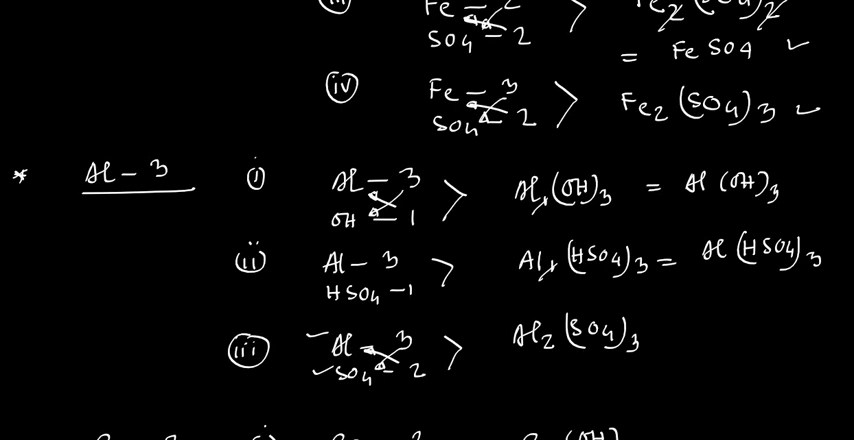 iii Fe – 2 > Fe2(SO4)2
SO4 – 2
= FeSO4 ✓
iv Fe – 3 > Fe2(SO4)3 ✓
SO4 – 2
* Al – 3 i Al – 3 > Al1(OH)3 = Al(OH)3
OH – 1
ii Al – 3 > Al1(HSO4)3 = Al(HSO4)3
HSO4 – 1
iii ✓Al – 3 > Al2(SO4)3
✓SO4 – 2